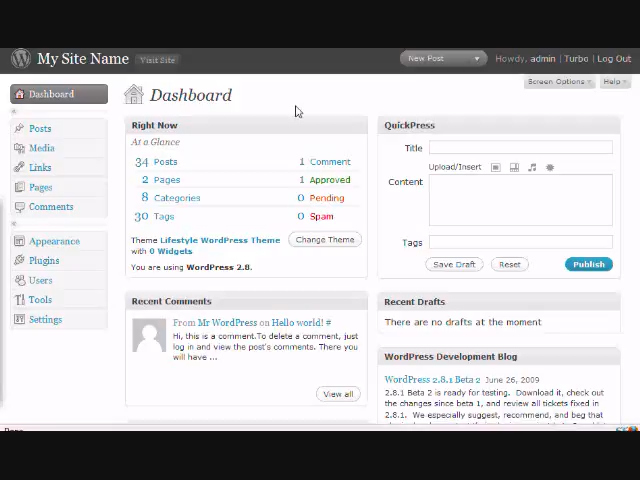 My Site Name Visit Site New Post Howdy, admin | Turbo | Log Out
Screen Options Help
Dashboard
Posts
Media
Links
Pages
Comments
Appearance
Plugins
Users
Tools
Settings
Dashboard
Right Now
At a Glance
34 Posts 1 Comment
2 Pages 1 Approved
8 Categories 0 Pending
30 Tags 0 Spam
Theme Lifestyle WordPress Theme Change Theme
with 0 Widgets
You are using WordPress 2.8.
Recent Comments
From Mr WordPress on Hello world! #
Hi, this is a comment.To delete a comment, just
log in and view the post's comments. There you
will have ...
View all
QuickPress
Title
Upload/Insert
Content
Tags
Save Draft Reset Publish
Recent Drafts
There are no drafts at the moment
WordPress Development Blog
WordPress 2.8.1 Beta 2 June 26, 2009
2.8.1 Beta 2 is ready for testing. Download it, check out
the changes since beta 1, and review all tickets fixed in
2.8.1. We especially suggest, recommend, and beg that